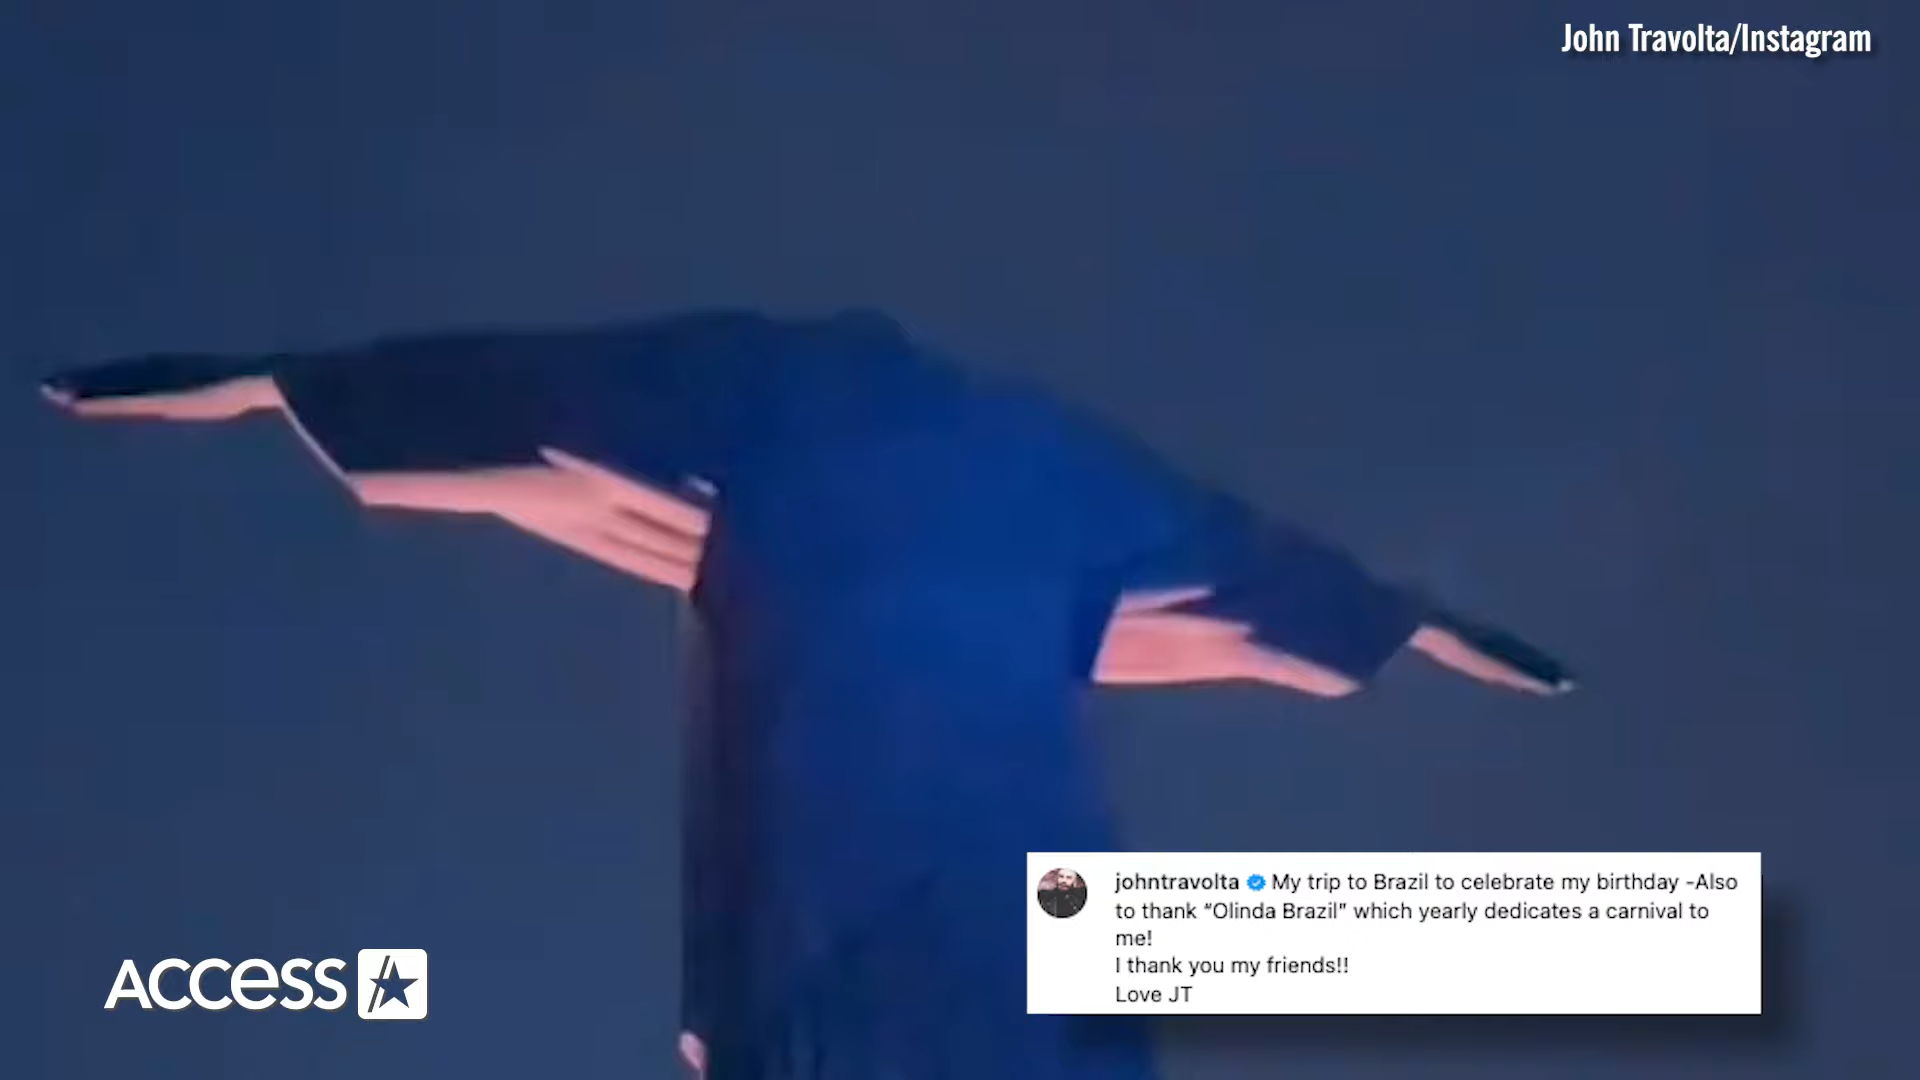 John Travolta/Instagram
johntravolta My trip to Brazil to celebrate my birthday -Also
to thank “Olinda Brazil” which yearly dedicates a carnival to
me!
I thank you my friends!!
Love JT
ACCESS